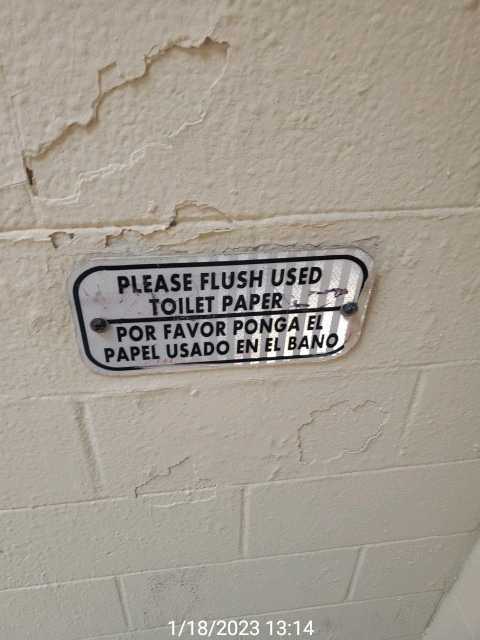 PLEASE FLUSH USED
TOILET PAPER
POR FAVOR PONGA EL
PAPEL USADO EN EL BANO
1/18/2023 13:14